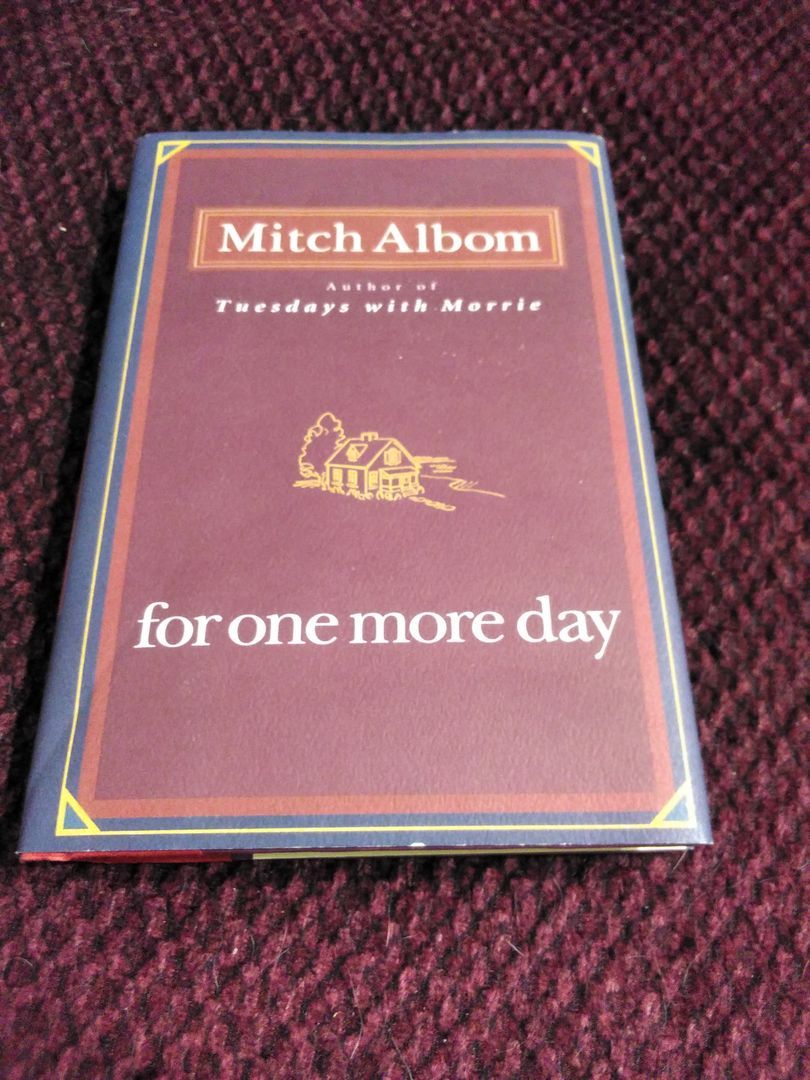 Mitch Albom
Author of
Tuesdays with Morrie
for one more day